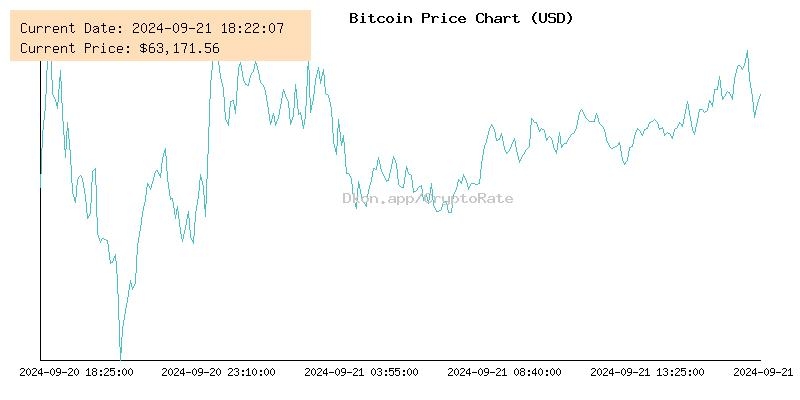 Bitcoin Price Chart (USD)
Current Date: 2024-09-21 18:22:07
Current Price: $63,171.56
Dkon.app/CryptoRate
2024-09-20 18:25:00 2024-09-20 23:10:00 2024-09-21 03:55:00 2024-09-21 08:40:00 2024-09-21 13:25:00 2024-09-21